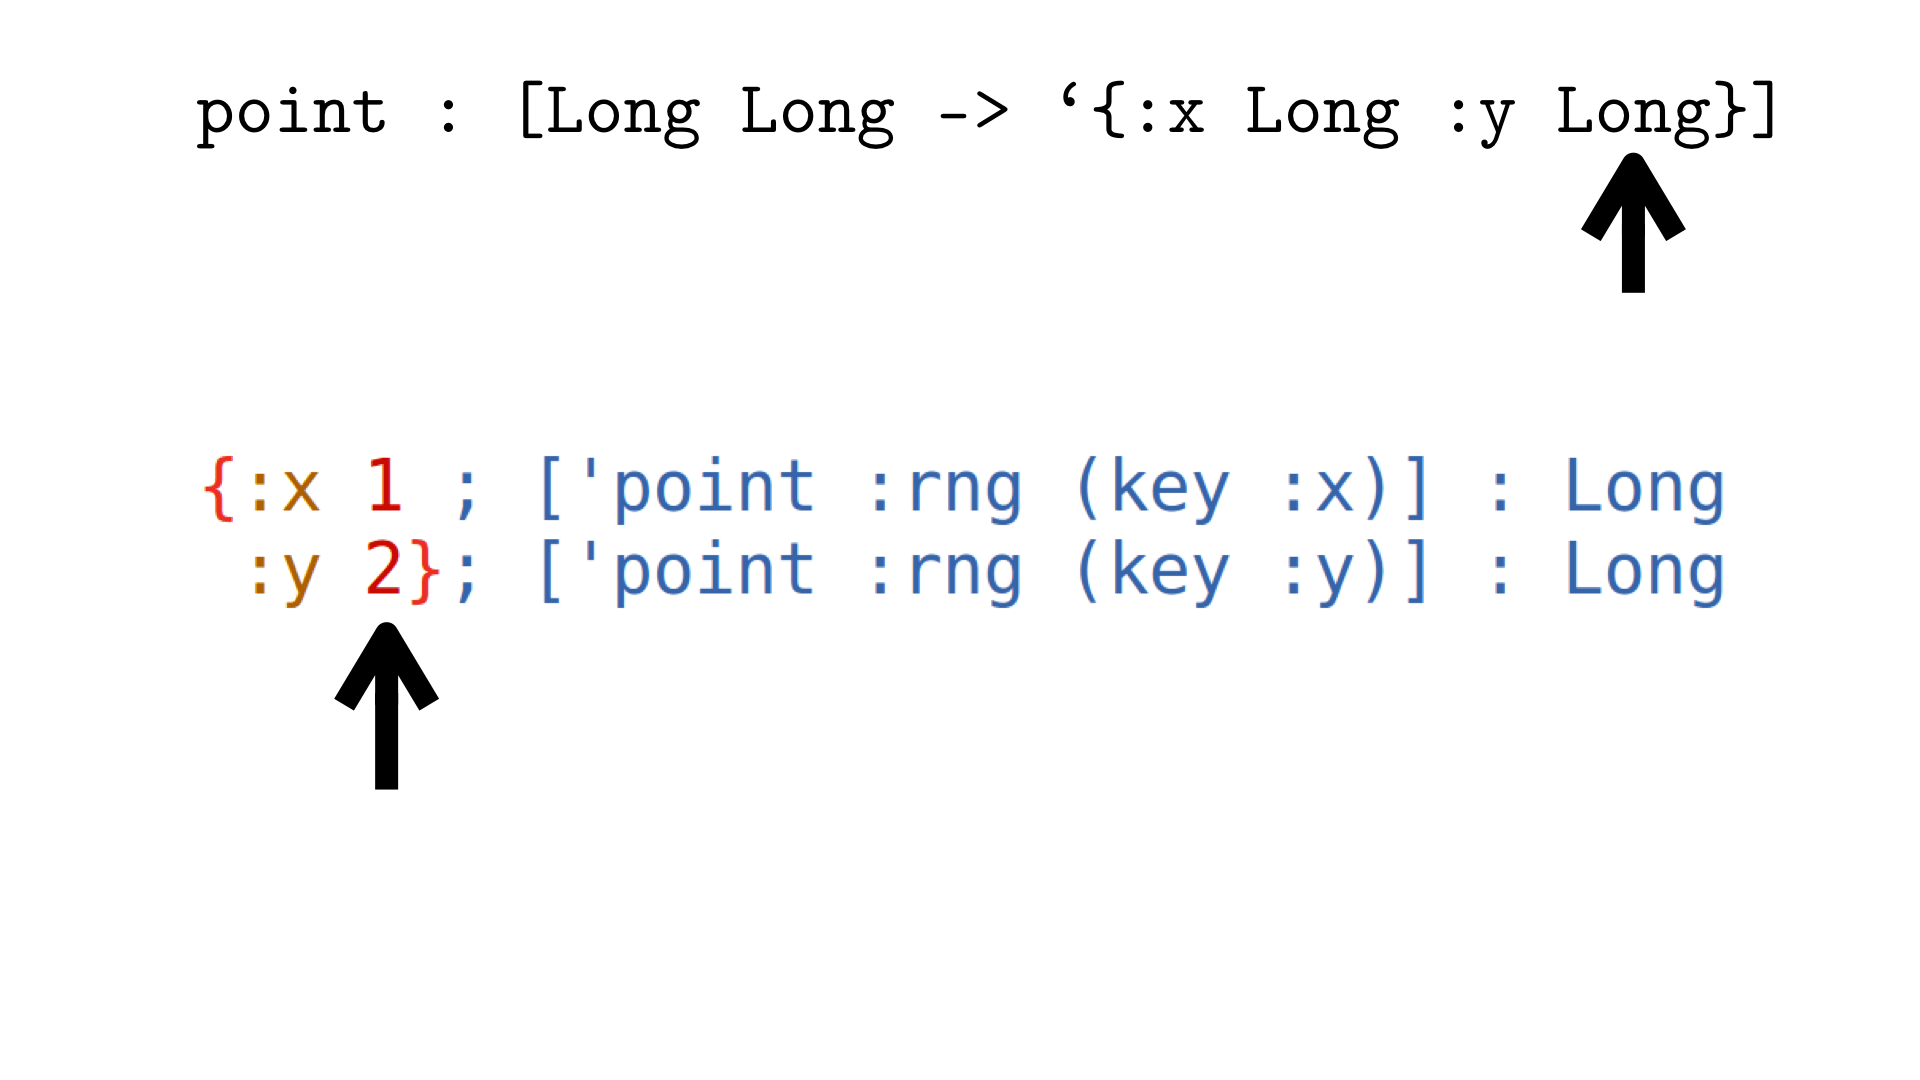 point : [Long Long -> ‘{:x Long :y Long}]
{:x 1 ; ['point :rng (key :x)] : Long
:y 2}; ['point :rng (key :y)] : Long